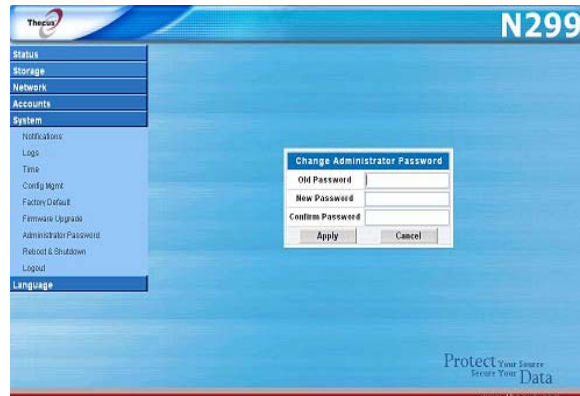 Thecus
N299
Status
Storage
Network
Accounts
System
Notifications
Logs
Time
Config Mgmt
Factory Default
Firmware Upgrade
Administrator Password
Reboot & Shutdown
Logout
Language
Change Administrator Password
Old Password
New Password
Confirm Password
Apply
Cancel
Protect Your Source
Secure Your Data